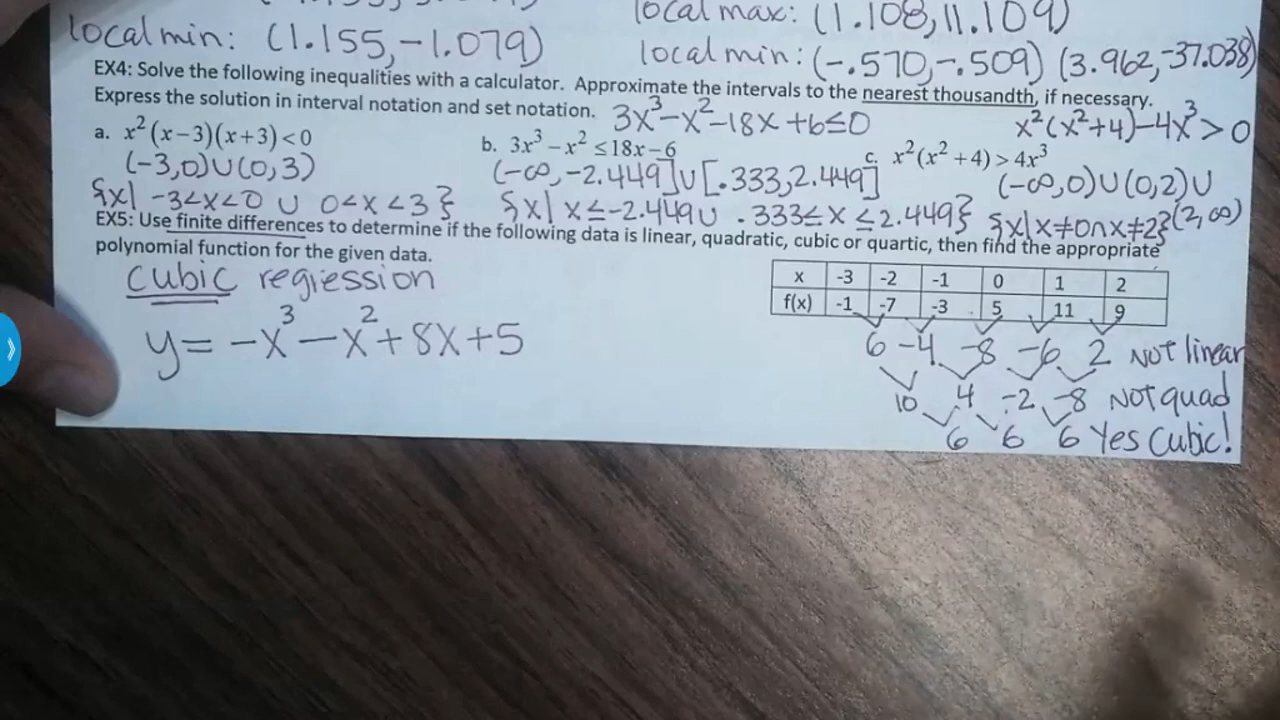 local max: (1.108, 11.109)
local min: (1.155, -1.079)
local min: (-.570, -.509) (3.962, -37.038)
EX4: Solve the following inequalities with a calculator. Approximate the intervals to the nearest thousandth, if necessary.
Express the solution in interval notation and set notation.
3x³-x²-18x+6≤0
x²(x²+4)-4x³>0
a. x²(x-3)(x+3)<0
b. 3x³-x²≤18x-6
c. x²(x²+4)>4x³
(-3,0)∪(0,3)
(-∞,-2.449]∪[.333,2.449]
(-∞,0)∪(0,2)∪
(2,∞)
{x| -3<x<0 ∪ 0<x<3}
{x| x≤-2.449∪ .333≤x≤2.449}
{x|x≠0∩x≠2}
EX5: Use finite differences to determine if the following data is linear, quadratic, cubic or quartic, then find the appropriate
polynomial function for the given data.
cubic regression
y=-x³-x²+8x+5
x -3 -2 -1 0 1 2
f(x) -1 -7 -3 5 11 9
6 -4 -8 -6 2 Not linear
10 4 -2 -8 Not quad
6 6 6 Yes Cubic!